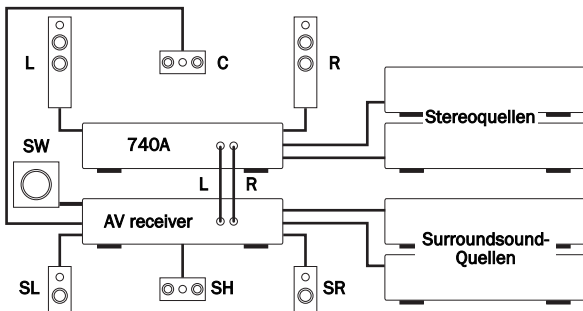 L
C
R
740A
Stereoquellen
SW
L R
AV receiver
Surroundsound-
Quellen
SL
SH
SR